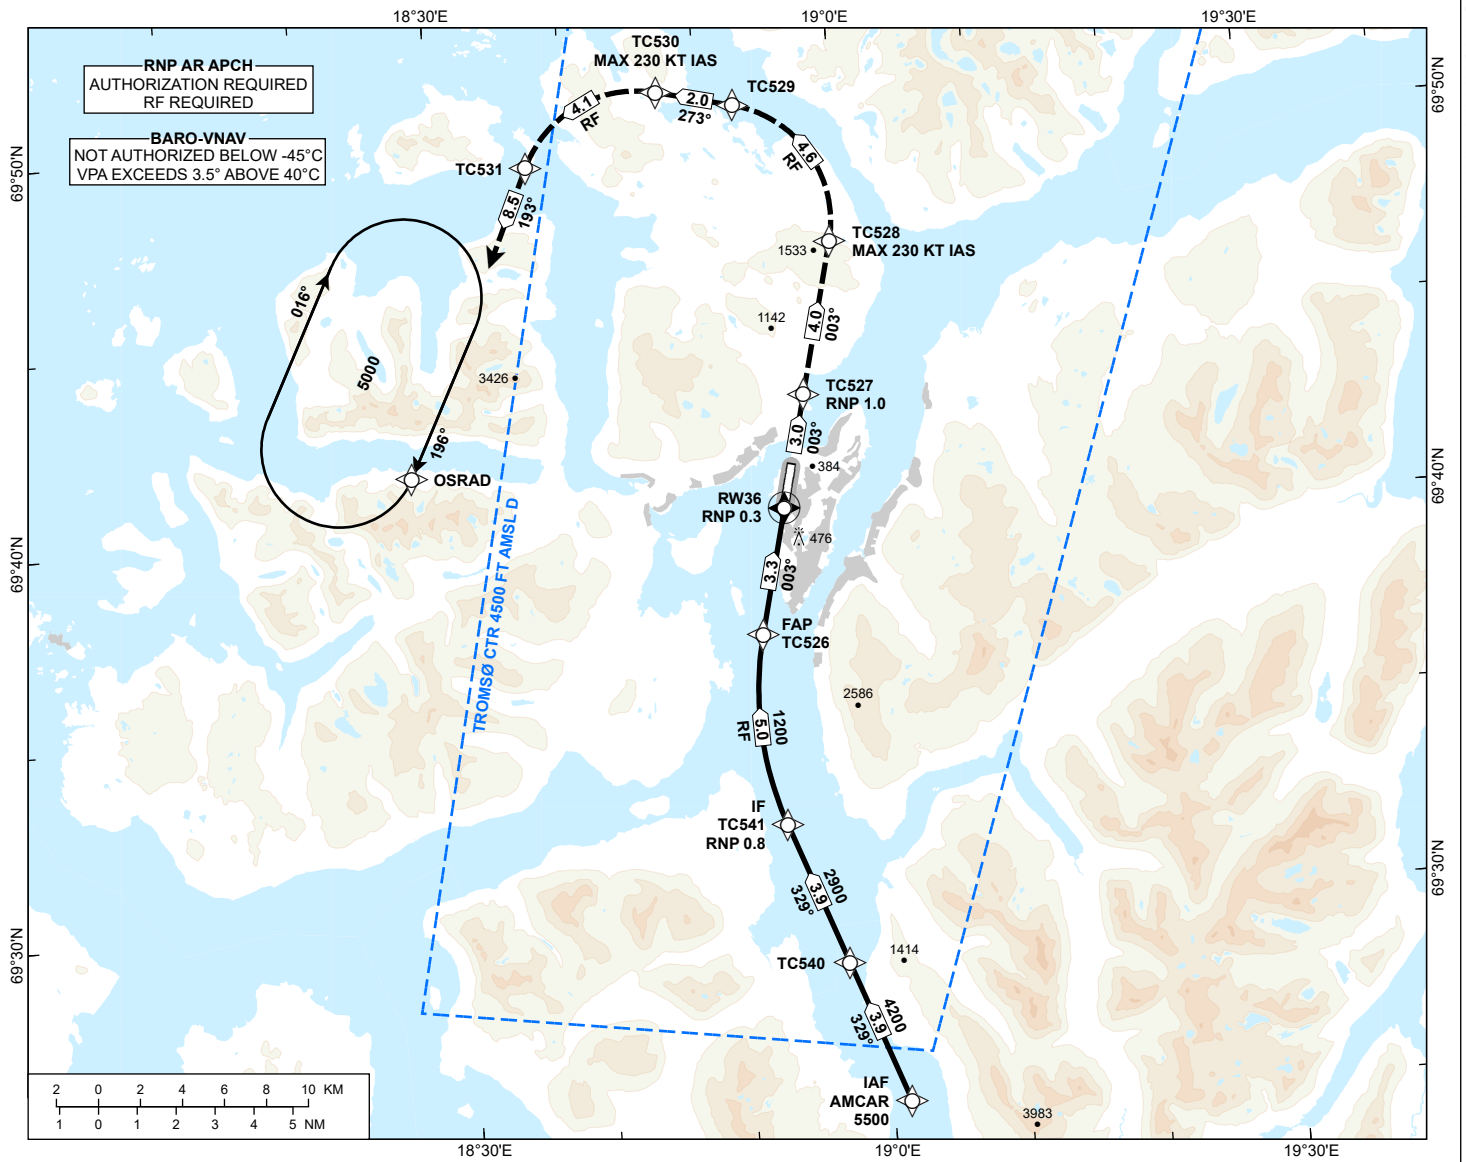 18°30'E
19°0'E
19°30'E
RNP AR APCH
AUTHORIZATION REQUIRED
RF REQUIRED
BARO-VNAV
NOT AUTHORIZED BELOW -45°C
VPA EXCEEDS 3.5° ABOVE 40°C
TC530
MAX 230 KT IAS
TC529
2.0
273°
4.1
RF
4.6
RF
TC531
8.5
193°
TC528
MAX 230 KT IAS
1533
4.0
003°
1142
016°
5000
196°
3426
OSRAD
TC527
RNP 1.0
3.0
003°
384
RW36
RNP 0.3
476
3.3
003°
TROMSØ CTR 4500 FT AMSL D
FAP
TC526
2586
1200
5.0
RF
IF
TC541
RNP 0.8
2900
3.9
329°
TC540
1414
4200
3.9
329°
IAF
AMCAR
5500
3983
69°50'N
69°40'N
69°30'N
69°50'N
69°40'N
69°30'N
2 0 2 4 6 8 10 KM
1 0 1 2 3 4 5 NM
18°30'E
19°0'E
19°30'E